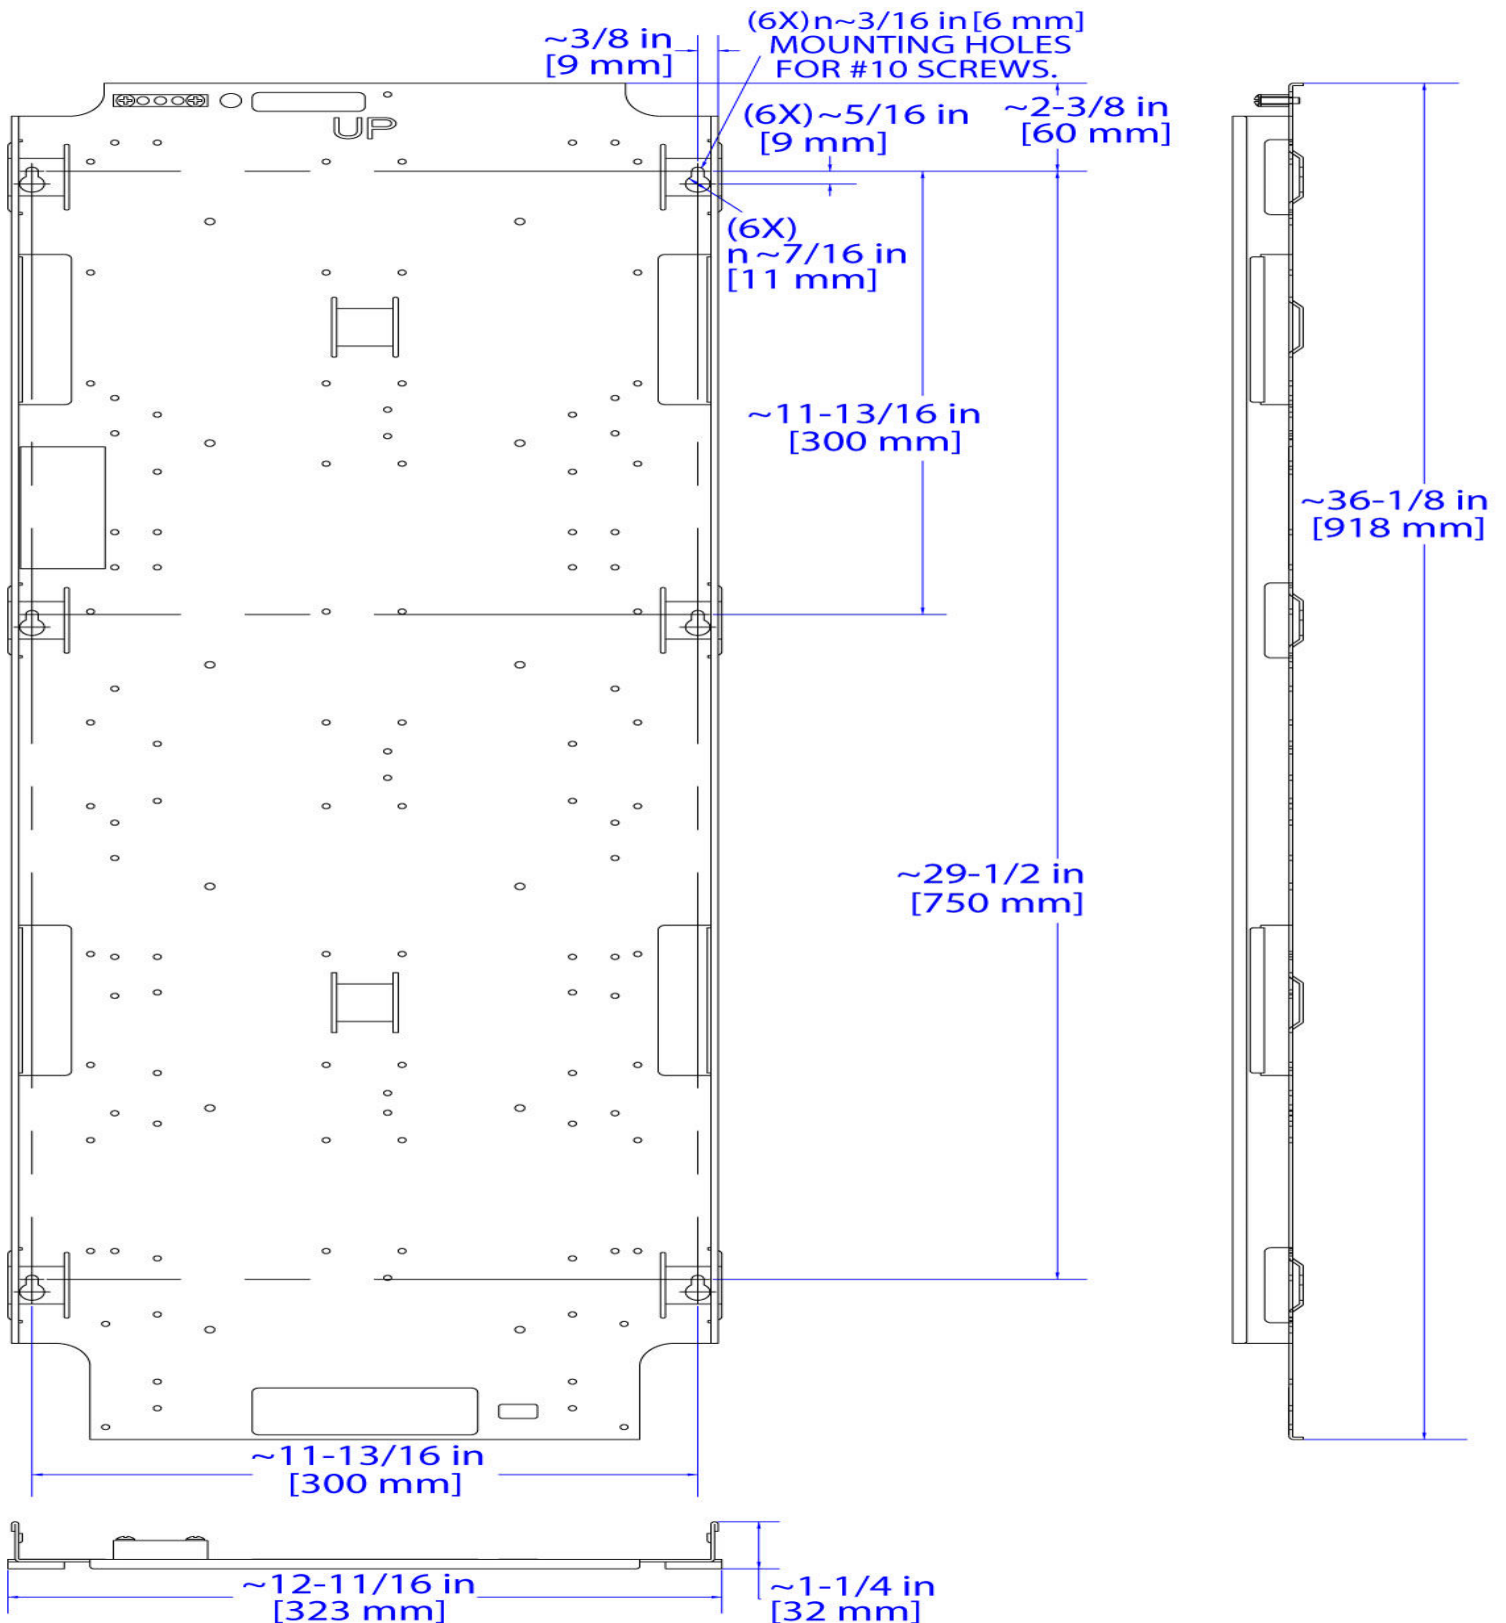 (6X)n~3/16 in[6 mm]
MOUNTING HOLES
FOR #10 SCREWS.
~3/8 in
[9 mm]
(6X)~5/16 in
[9 mm]
~2-3/8 in
[60 mm]
UP
(6X)
n~7/16 in
[11 mm]
~11-13/16 in
[300 mm]
~36-1/8 in
[918 mm]
~29-1/2 in
[750 mm]
~11-13/16 in
[300 mm]
~12-11/16 in
[323 mm]
~1-1/4 in
[32 mm]